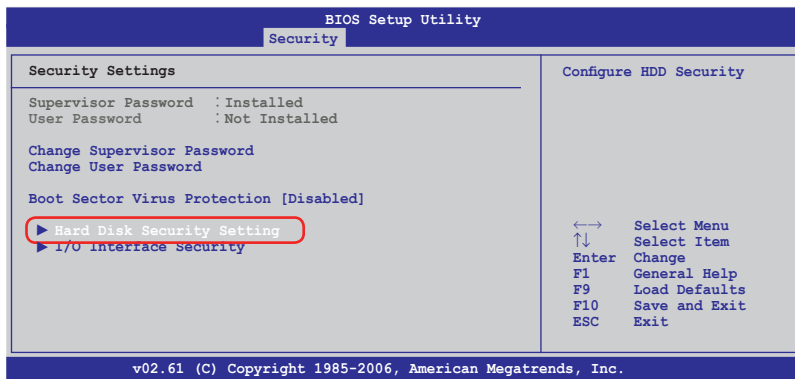 BIOS Setup Utility
Security
Security Settings
Supervisor Password : Installed
User Password : Not Installed
Change Supervisor Password
Change User Password
Boot Sector Virus Protection [Disabled]
▶ Hard Disk Security Setting
▶ I/O Interface Security
Configure HDD Security
←→ Select Menu
↑↓ Select Item
Enter Change
F1 General Help
F9 Load Defaults
F10 Save and Exit
ESC Exit
v02.61 (C) Copyright 1985-2006, American Megatrends, Inc.